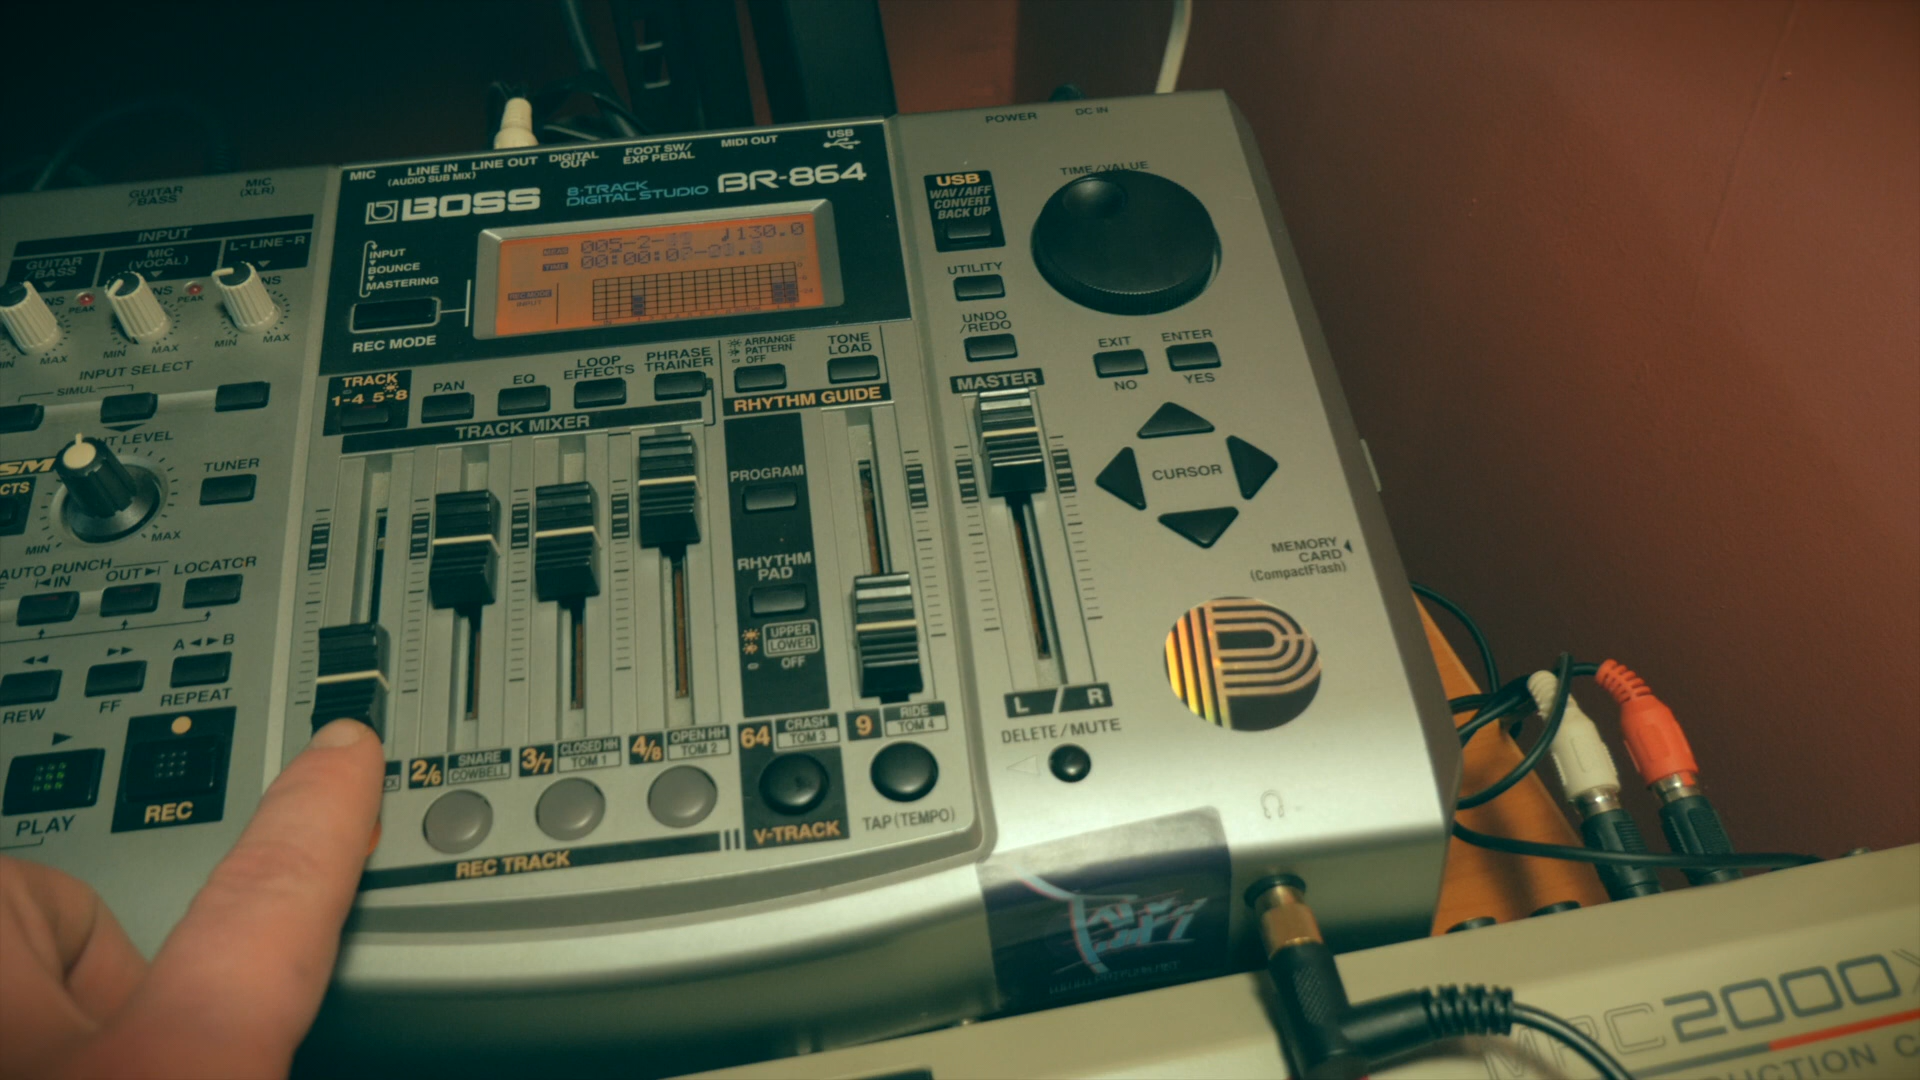 GUITAR
/BASS
MIC
(XLR)
MIC
LINE IN
(AUDIO SUB MIX)
LINE OUT
DIGITAL
OUT
FOOT SW/
EXP PEDAL
MIDI OUT
USB
POWER
DC IN
BOSS
8-TRACK
DIGITAL STUDIO
BR-864
INPUT
GUITAR
/BASS
MIC
(VOCAL)
L-LINE-R
PEAK
PEAK
MAX
MIN
MAX
MIN
MAX
INPUT SELECT
SIMUL
INPUT
BOUNCE
MASTERING
REC MODE
130.0
REC MODE
INPUT
USB
WAV/AIFF
CONVERT
BACK UP
TIME/VALUE
UTILITY
UNDO
/REDO
EXIT
NO
ENTER
YES
TRACK
1-4 5-8
PAN
EQ
LOOP
EFFECTS
PHRASE
TRAINER
ARRANGE
PATTERN
OFF
TONE
LOAD
TRACK MIXER
RHYTHM GUIDE
MASTER
CURSOR
TUNER
MIN
MAX
AUTO PUNCH
IN
OUT
LOCATOR
A B
REPEAT
REW
FF
PLAY
REC
PROGRAM
RHYTHM
PAD
UPPER
LOWER
OFF
MEMORY
CARD
(CompactFlash)
L / R
DELETE/MUTE
2/6
SNARE
COWBELL
3/7
CLOSED HH
TOM 1
4/8
OPEN HH
TOM 2
64
CRASH
TOM 3
9
RIDE
TOM 4
V-TRACK
TAP(TEMPO)
REC TRACK
P
MPC2000X